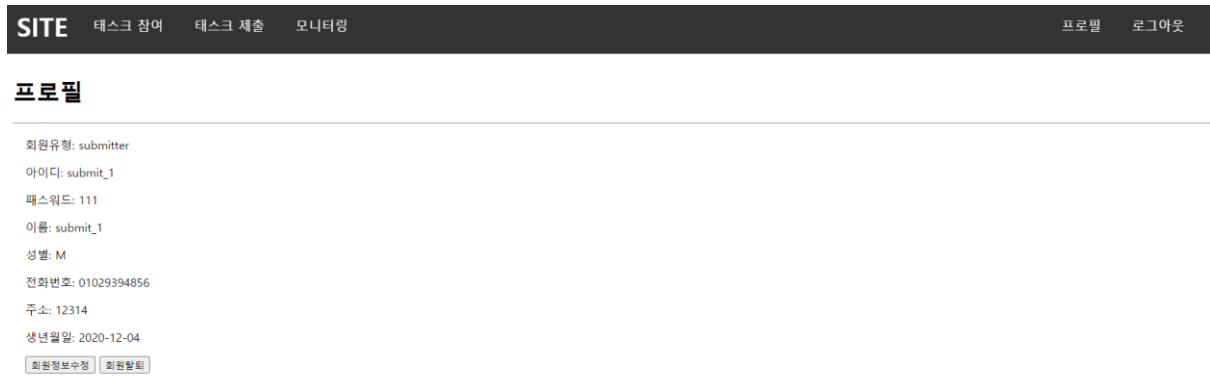 SITE 태스크 참여 태스크 제출 모니터링 프로필 로그아웃
프로필
회원유형: submitter
아이디: submit_1
패스워드: 111
이름: submit_1
성별: M
전화번호: 01029394856
주소: 12314
생년월일: 2020-12-04
회원정보수정 회원탈퇴